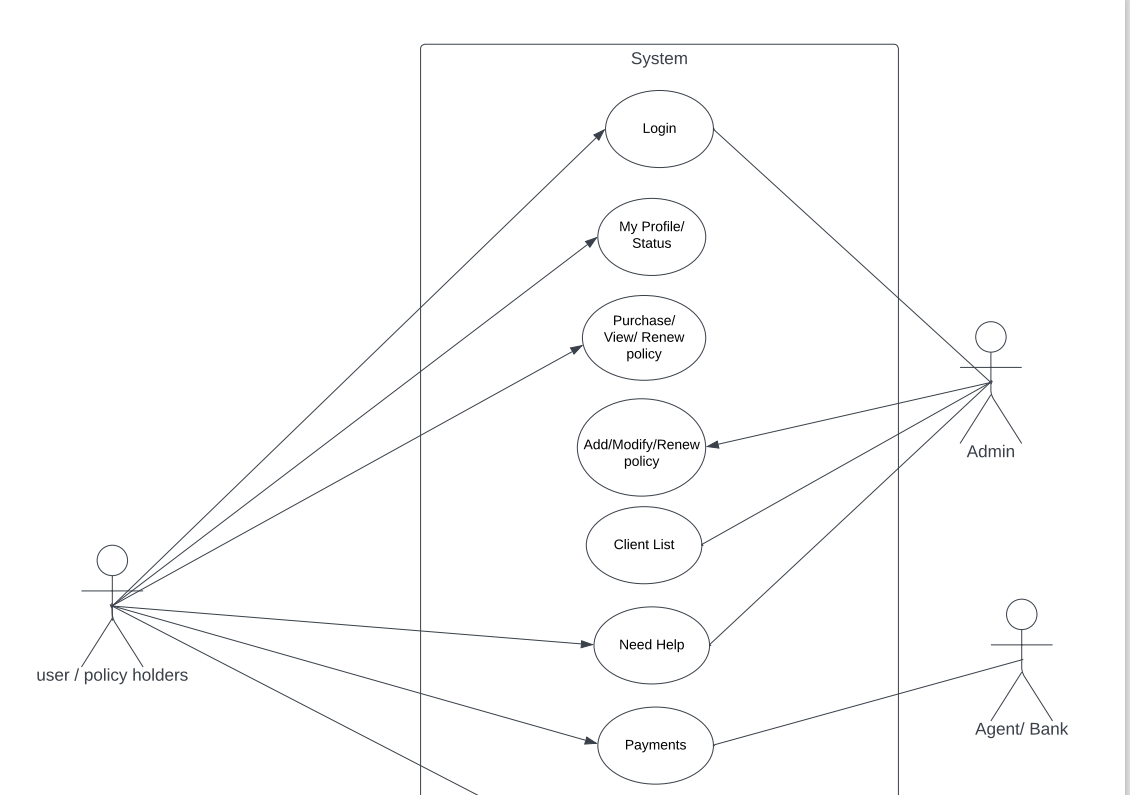 System
Login
My Profile/
Status
Purchase/
View/ Renew
policy
Add/Modify/Renew
policy
Admin
Client List
Need Help
user / policy holders
Agent/ Bank
Payments